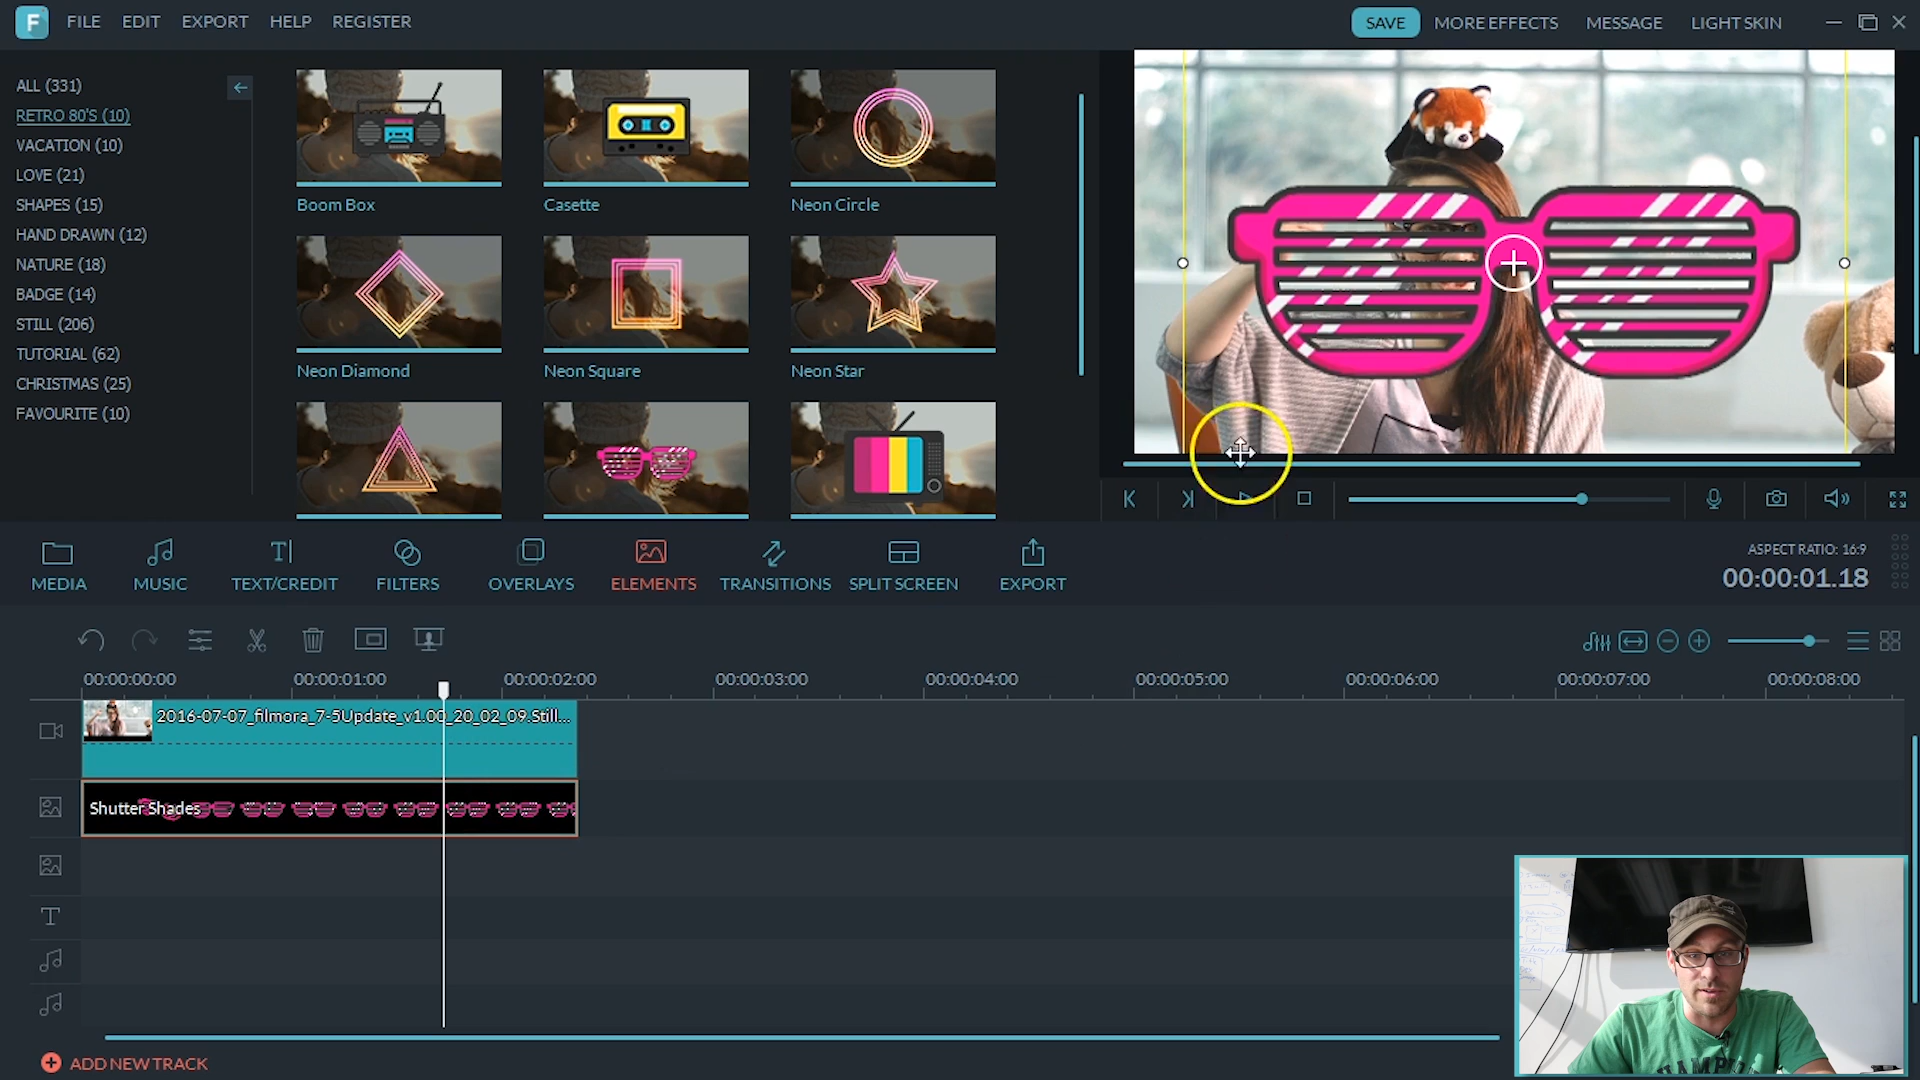 F FILE EDIT EXPORT HELP REGISTER
SAVE MORE EFFECTS MESSAGE LIGHT SKIN
ALL (331)
RETRO 80'S (10)
VACATION (10)
LOVE (21)
SHAPES (15)
HAND DRAWN (12)
NATURE (18)
BADGE (14)
STILL (206)
TUTORIAL (62)
CHRISTMAS (25)
FAVOURITE (10)
Boom Box Casette Neon Circle
Neon Diamond Neon Square Neon Star
MEDIA MUSIC TEXT/CREDIT FILTERS OVERLAYS ELEMENTS TRANSITIONS SPLIT SCREEN EXPORT
ASPECT RATIO: 16:9
00:00:01.18
00:00:00:00 00:00:01:00 00:00:02:00 00:00:03:00 00:00:04:00 00:00:05:00 00:00:06:00 00:00:07:00 00:00:08:00
2016-07-07_filmora_7-5Update_v1.00_20_02_09.Still...
Shutter Shades
ADD NEW TRACK